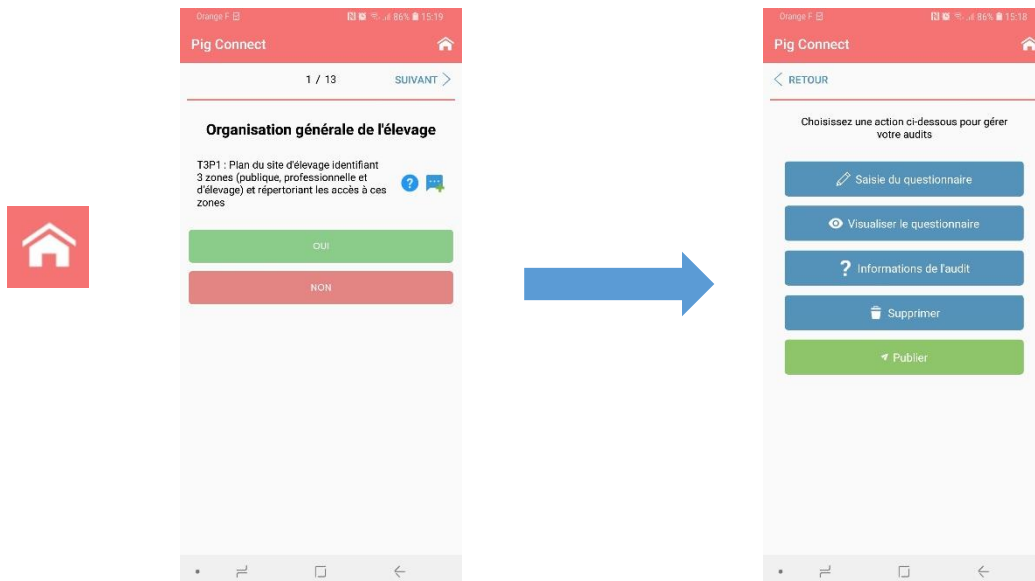 Orange F 86% 15:19
Pig Connect
1 / 13 SUIVANT
Organisation générale de l'élevage
T3P1 : Plan du site d'élevage identifiant
3 zones (publique, professionnelle et
d'élevage) et répertoriant les accès à ces
zones
?
OUI
NON
Orange F 86% 15:18
Pig Connect
RETOUR
Choisissez une action ci-dessous pour gérer
votre audits
Saisie du questionnaire
Visualiser le questionnaire
? Informations de l'audit
Supprimer
Publier